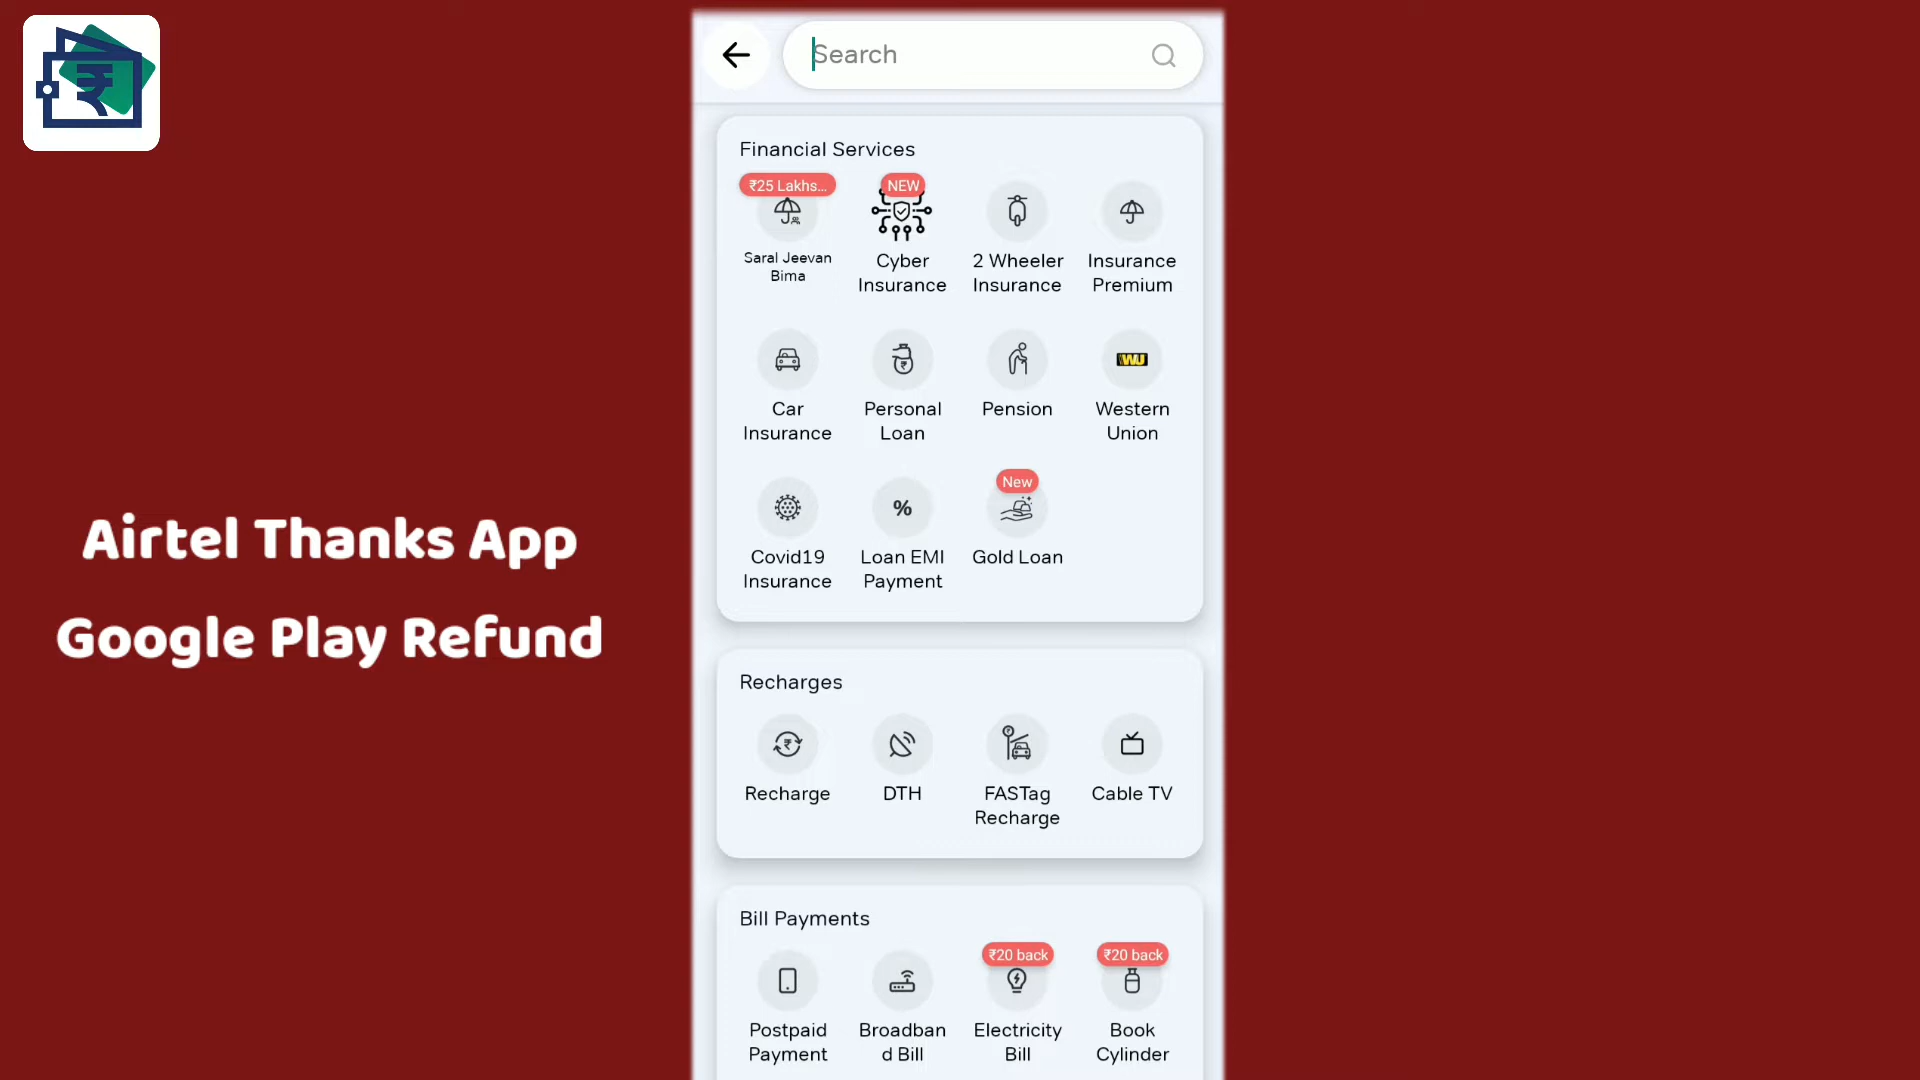 Search
Financial Services
₹25 Lakhs...
NEW
Saral Jeevan
Bima
Cyber
Insurance
2 Wheeler
Insurance
Insurance
Premium
WU
Car
Insurance
Personal
Loan
Pension
Western
Union
New
%
Covid19
Insurance
Loan EMI
Payment
Gold Loan
Airtel Thanks App
Google Play Refund
Recharges
Recharge
DTH
FASTag
Recharge
Cable TV
Bill Payments
₹20 back
₹20 back
Postpaid
Payment
Broadban
d Bill
Electricity
Bill
Book
Cylinder